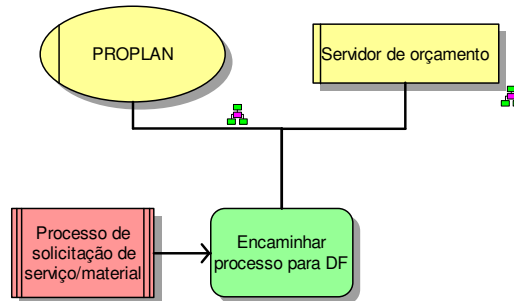 PROPLAN
Servidor de orçamento
Processo de
solicitação de
serviço/material
Encaminhar
processo para DF